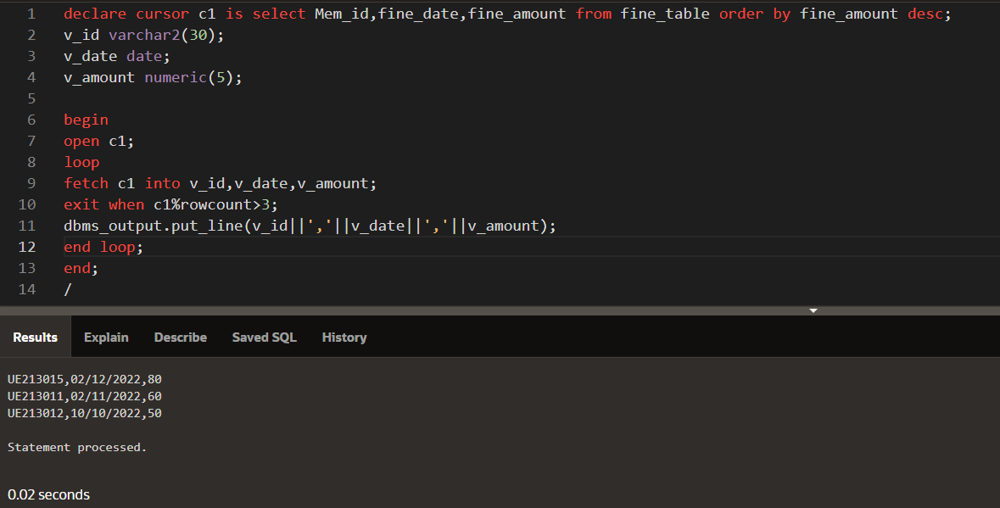 1 declare cursor c1 is select Mem_id,fine_date,fine_amount from fine_table order by fine_amount desc;
2 v_id varchar2(30);
3 v_date date;
4 v_amount numeric(5);
5
6 begin
7 open c1;
8 loop
9 fetch c1 into v_id,v_date,v_amount;
10 exit when c1%rowcount>3;
11 dbms_output.put_line(v_id||','||v_date||','||v_amount);
12 end loop;
13 end;
14 /
Results Explain Describe Saved SQL History
UE213015,02/12/2022,80
UE213011,02/11/2022,60
UE213012,10/10/2022,50
Statement processed.
0.02 seconds